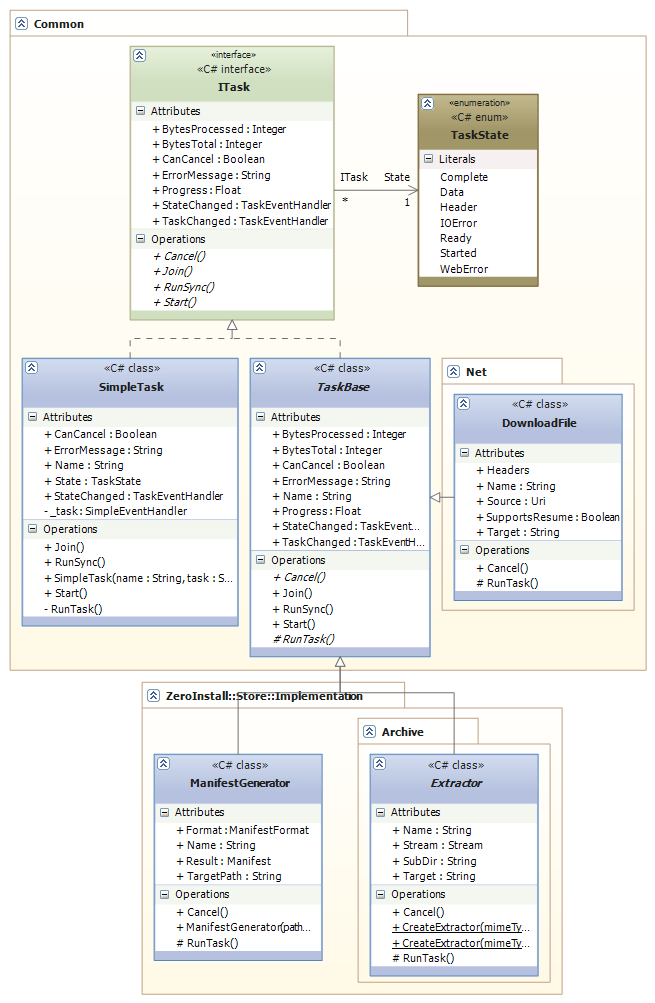 Common
«interface»
«C# interface»
ITask
Attributes
+ BytesProcessed : Integer
+ BytesTotal : Integer
+ CanCancel : Boolean
+ ErrorMessage : String
+ Progress : Float
+ StateChanged : TaskEventHandler
+ TaskChanged : TaskEventHandler
Operations
+ Cancel()
+ Join()
+ RunSync()
+ Start()
ITask State
* 1
«enumeration»
«C# enum»
TaskState
Literals
Complete
Data
Header
IOError
Ready
Started
WebError
«C# class»
SimpleTask
Attributes
+ CanCancel : Boolean
+ ErrorMessage : String
+ Name : String
+ State : TaskState
+ StateChanged : TaskEventHandler
- _task : SimpleEventHandler
Operations
+ Join()
+ RunSync()
+ SimpleTask(name : String, task : S...
+ Start()
- RunTask()
«C# class»
TaskBase
Attributes
+ BytesProcessed : Integer
+ BytesTotal : Integer
+ CanCancel : Boolean
+ ErrorMessage : String
+ Name : String
+ Progress : Float
+ StateChanged : TaskEvent...
+ TaskChanged : TaskEventH...
Operations
+ Cancel()
+ Join()
+ RunSync()
+ Start()
# RunTask()
Net
«C# class»
DownloadFile
Attributes
+ Headers
+ Name : String
+ Source : Uri
+ SupportsResume : Boolean
+ Target : String
Operations
+ Cancel()
# RunTask()
ZeroInstall::Store::Implementation
«C# class»
ManifestGenerator
Attributes
+ Format : ManifestFormat
+ Name : String
+ Result : Manifest
+ TargetPath : String
Operations
+ Cancel()
+ ManifestGenerator(path...
# RunTask()
Archive
«C# class»
Extractor
Attributes
+ Name : String
+ Stream : Stream
+ SubDir : String
+ Target : String
Operations
+ Cancel()
+ CreateExtractor(mimeTy...
+ CreateExtractor(mimeTy...
# RunTask()